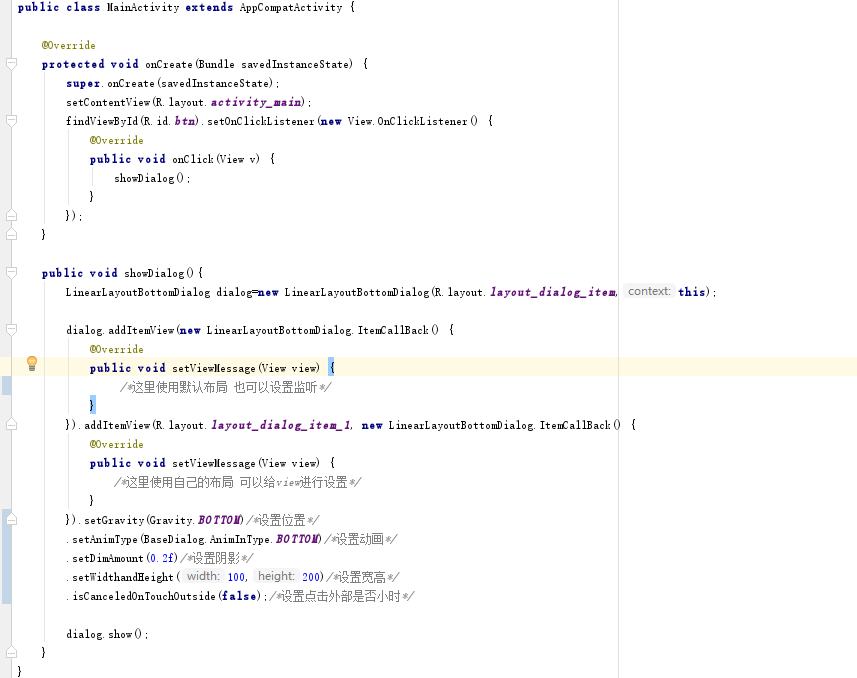 public class MainActivity extends AppCompatActivity {
@Override
protected void onCreate(Bundle savedInstanceState) {
super.onCreate(savedInstanceState);
setContentView(R.layout.activity_main);
findViewById(R.id.btn).setOnClickListener(new View.OnClickListener() {
@Override
public void onClick(View v) {
showDialog();
}
});
}
public void showDialog(){
LinearLayoutBottomDialog dialog=new LinearLayoutBottomDialog(R.layout.layout_dialog_item, context: this);
dialog.addItemView(new LinearLayoutBottomDialog.ItemCallBack() {
@Override
public void setViewMessage(View view) {
/*这里使用默认布局 也可以设置监听*/
}
}).addItemView(R.layout.layout_dialog_item_1, new LinearLayoutBottomDialog.ItemCallBack() {
@Override
public void setViewMessage(View view) {
/*这里使用自己的布局 可以给view进行设置*/
}
}).setGravity(Gravity.BOTTOM)/*设置位置*/
.setAnimType(BaseDialog.AnimInType.BOTTOM)/*设置动画*/
.setDimAmount(0.2f)/*设置阴影*/
.setWidthandHeight( width: 100, height: 200)/*设置宽高*/
.isCanceledOnTouchOutside(false);/*设置点击外部是否小时*/
dialog.show();
}
}